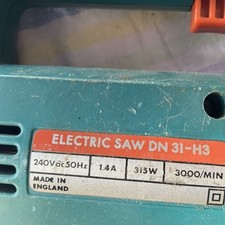 ELECTRIC SAW DN 31-H3
240Vac50Hz 1.4A 315W 3000/MIN
MADE IN
ENGLAND